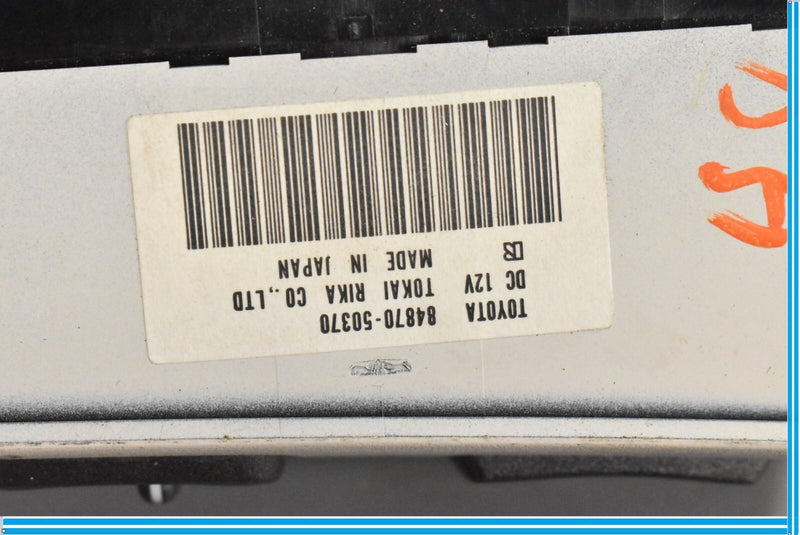 TOYOTA 84870-50370
DC 12V TOKAI RIKA CO.,LTD
MADE IN JAPAN